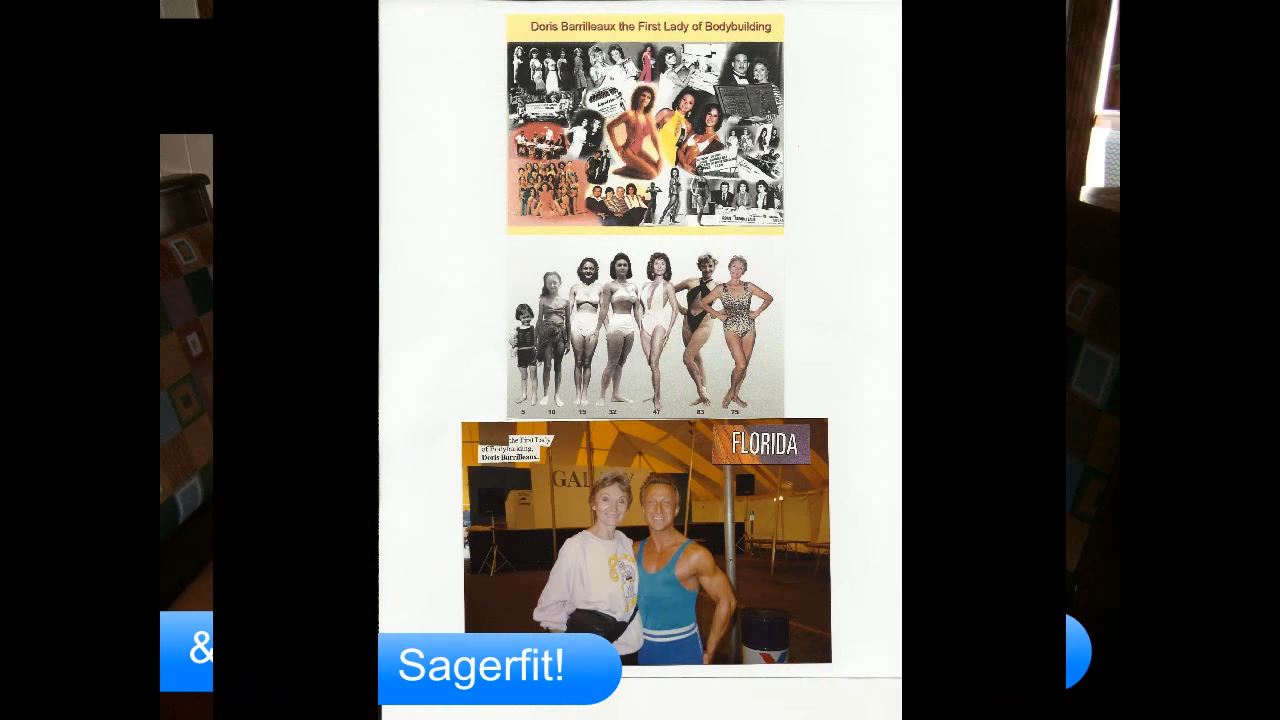 Doris Barrilleaux the First Lady of Bodybuilding
5 10 15 32 47 63 75
the First Lady
of Bodybuilding,
Doris Barrilleaux.
FLORIDA
GAL
& 
Sagerfit!